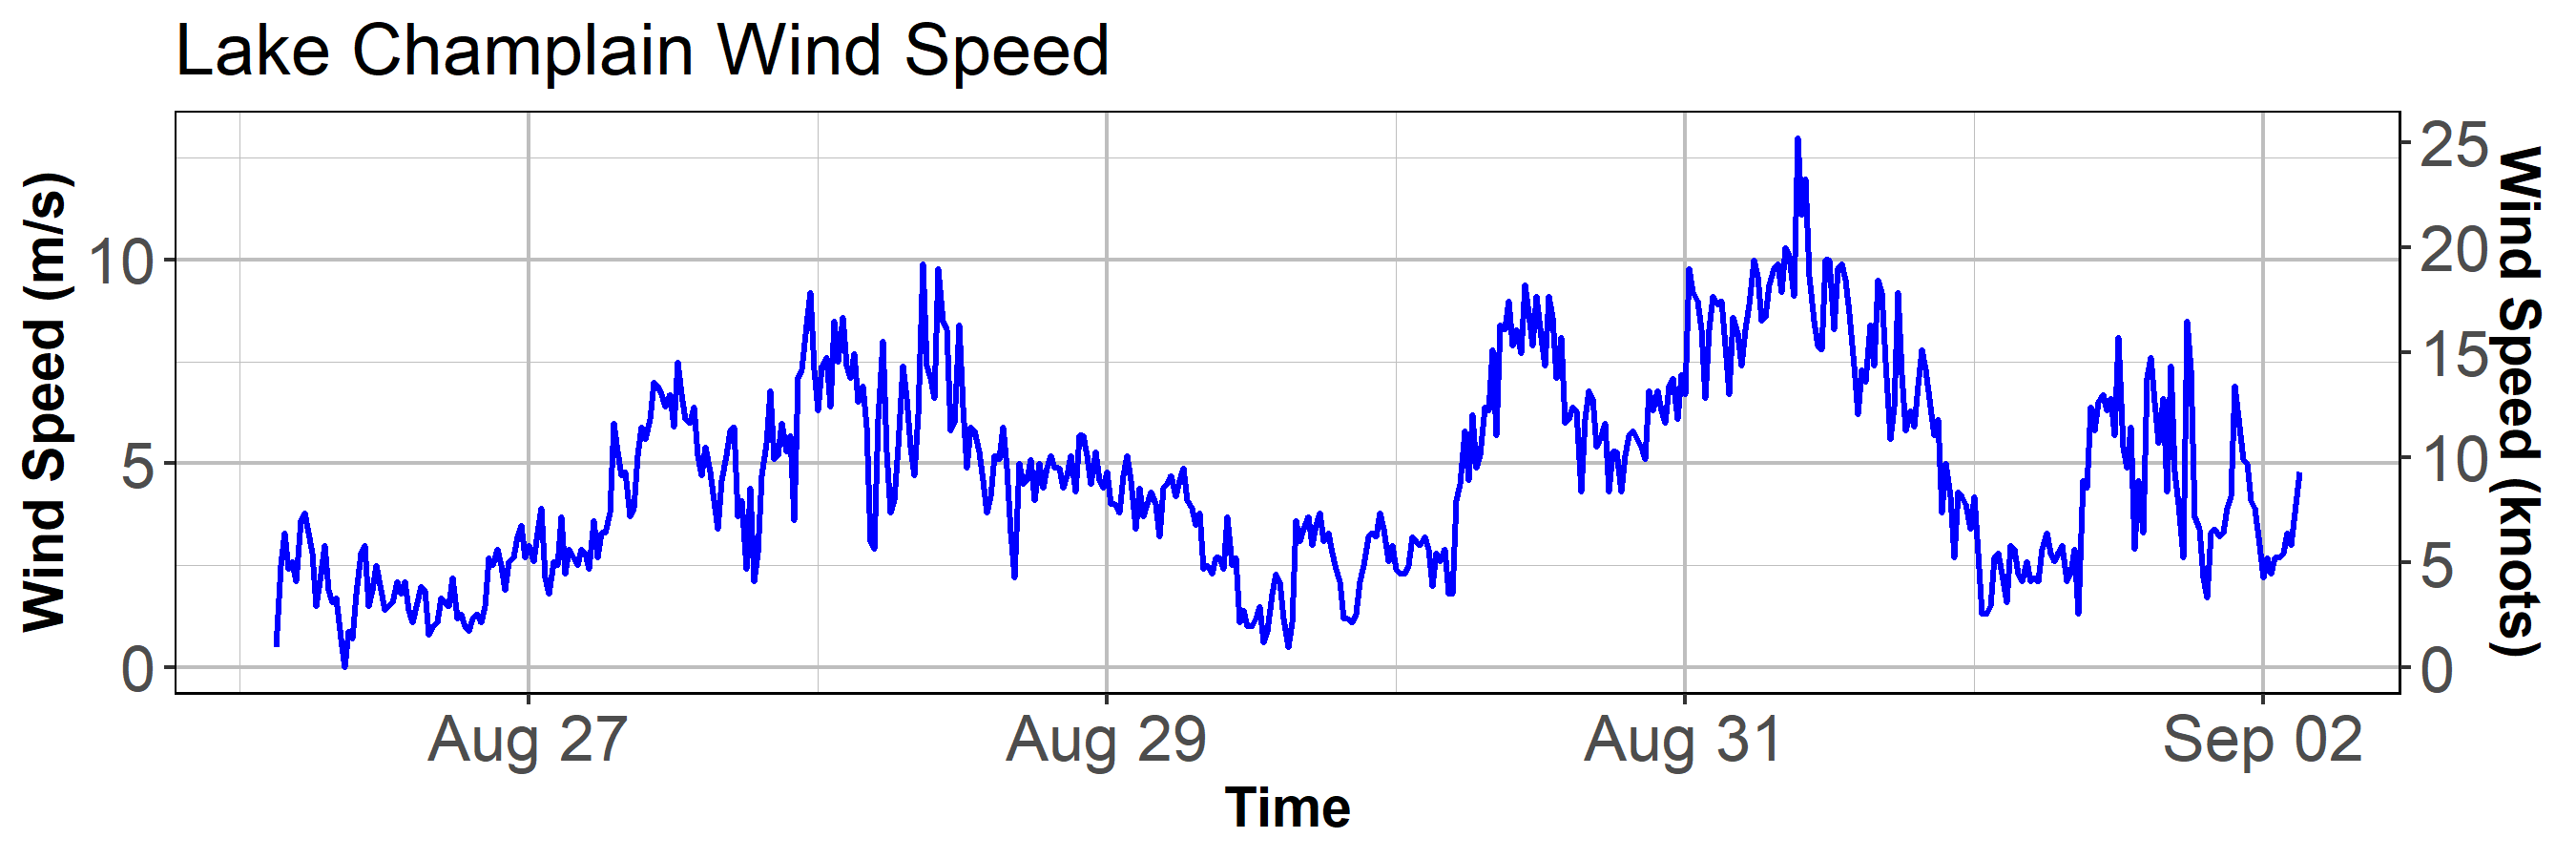 Lake Champlain Wind Speed
Wind Speed (m/s)
10
5
0
25
20
15
10
5
0
Wind Speed (knots)
Aug 27
Aug 29
Aug 31
Sep 02
Time